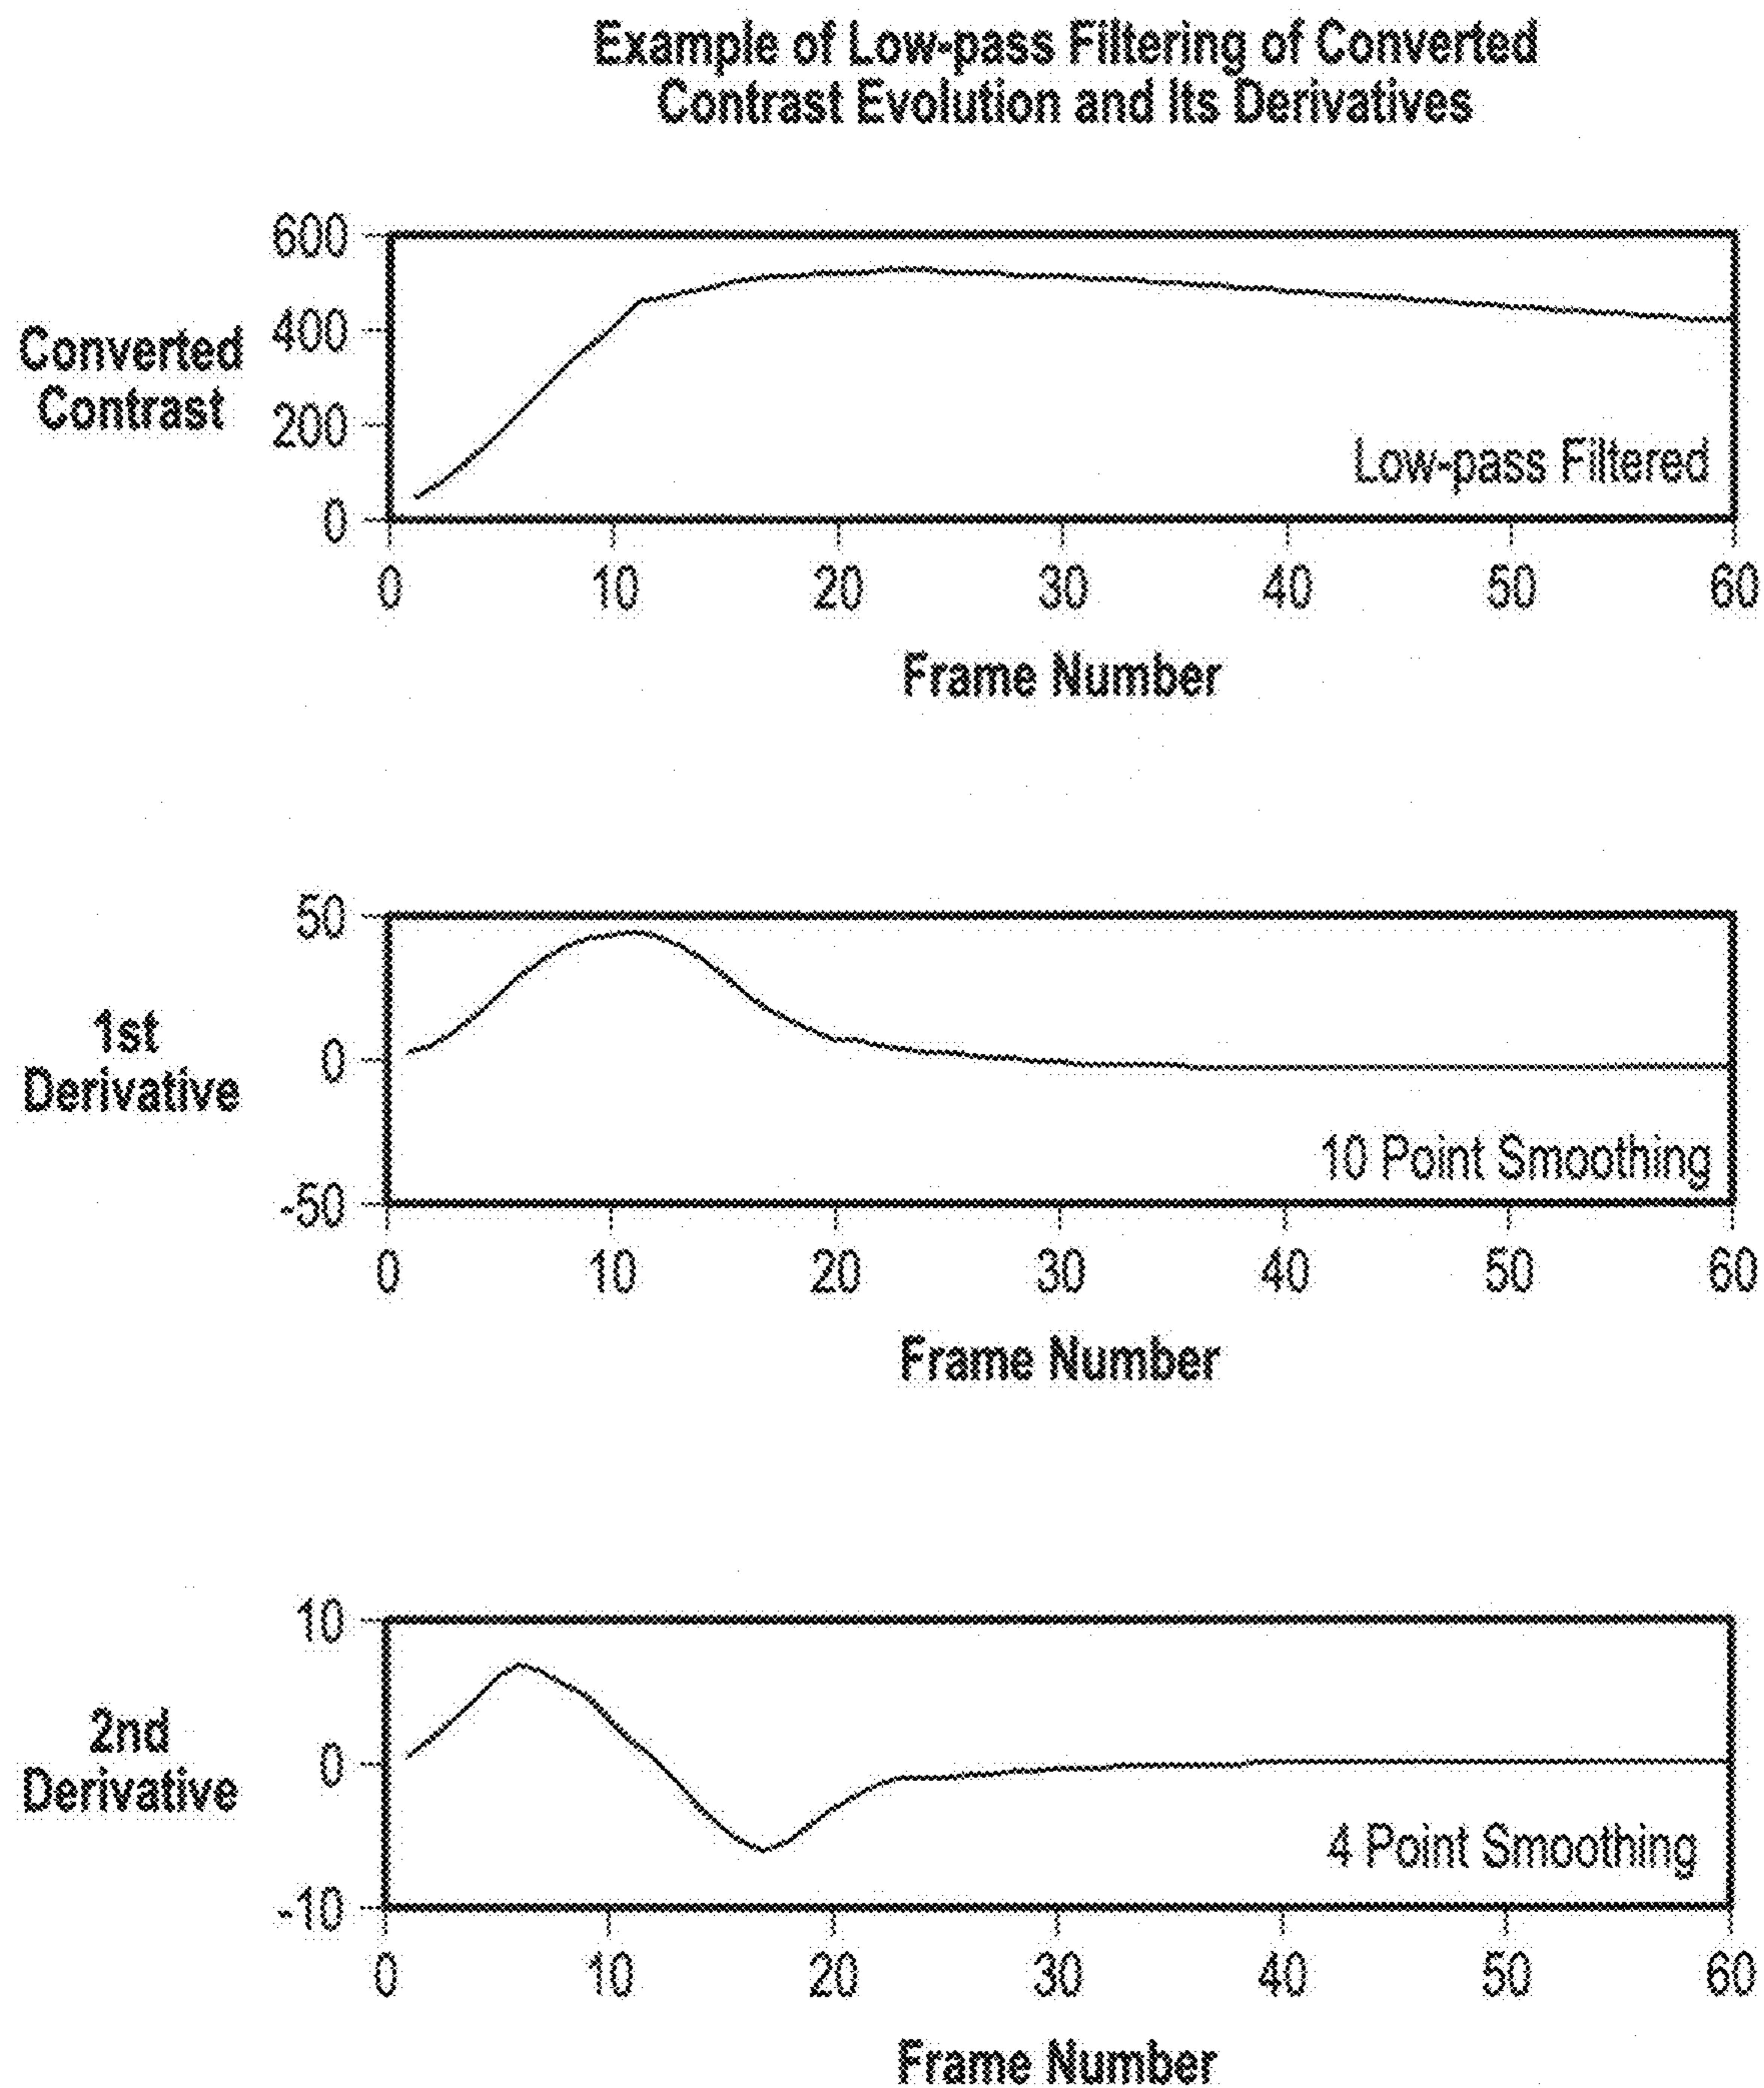 Example of Low-pass Filtering of Converted
Contrast Evolution and Its Derivatives
600
400
200
0
Converted
Contrast
Low-pass Filtered
0 10 20 30 40 50 60
Frame Number
50
0
-50
1st
Derivative
10 Point Smoothing
0 10 20 30 40 50 60
Frame Number
10
0
-10
2nd
Derivative
4 Point Smoothing
0 10 20 30 40 50 60
Frame Number